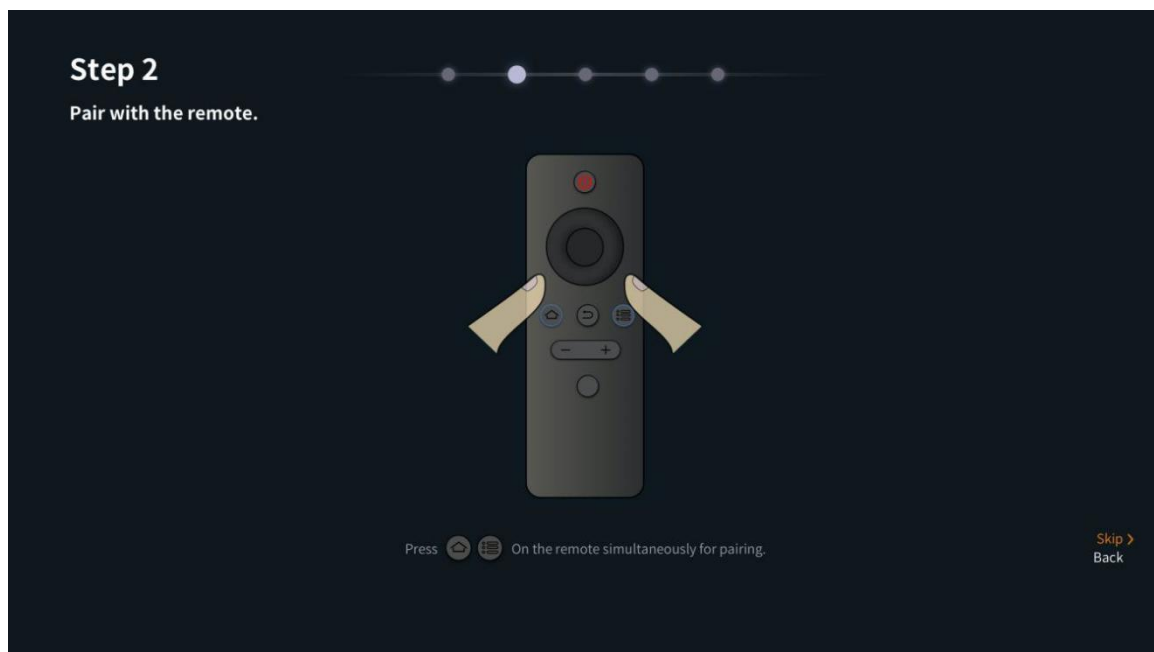 Step 2
Pair with the remote.
Press On the remote simultaneously for pairing.
Skip >
Back